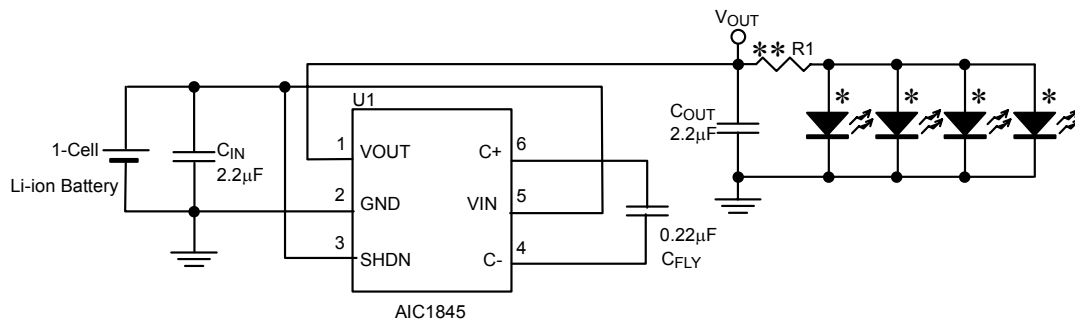 VOUT
** R1
* * * *
U1
COUT
2.2μF
1-Cell
Li-ion Battery
CIN
2.2μF
1 VOUT C+ 6
2 GND VIN 5
3 SHDN C- 4
0.22μF
CFLY
AIC1845